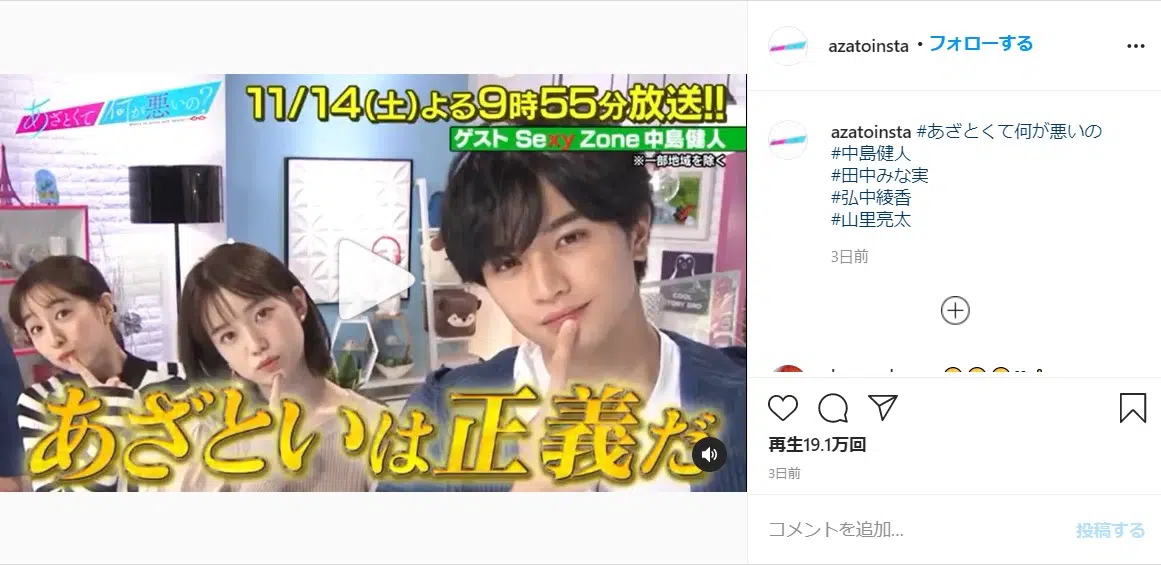 あざとくて何が悪いの?
11/14(土)よる9時55分放送!!
ゲスト Sexy Zone 中島健人
※一部地域を除く
COOL
STORY BRO
あざといは正義だ
azatoinsta • フォローする
azatoinsta #あざとくて何が悪いの
#中島健人
#田中みな実
#弘中綾香
#山里亮太
3日前
再生19.1万回
3日前
コメントを追加...
投稿する